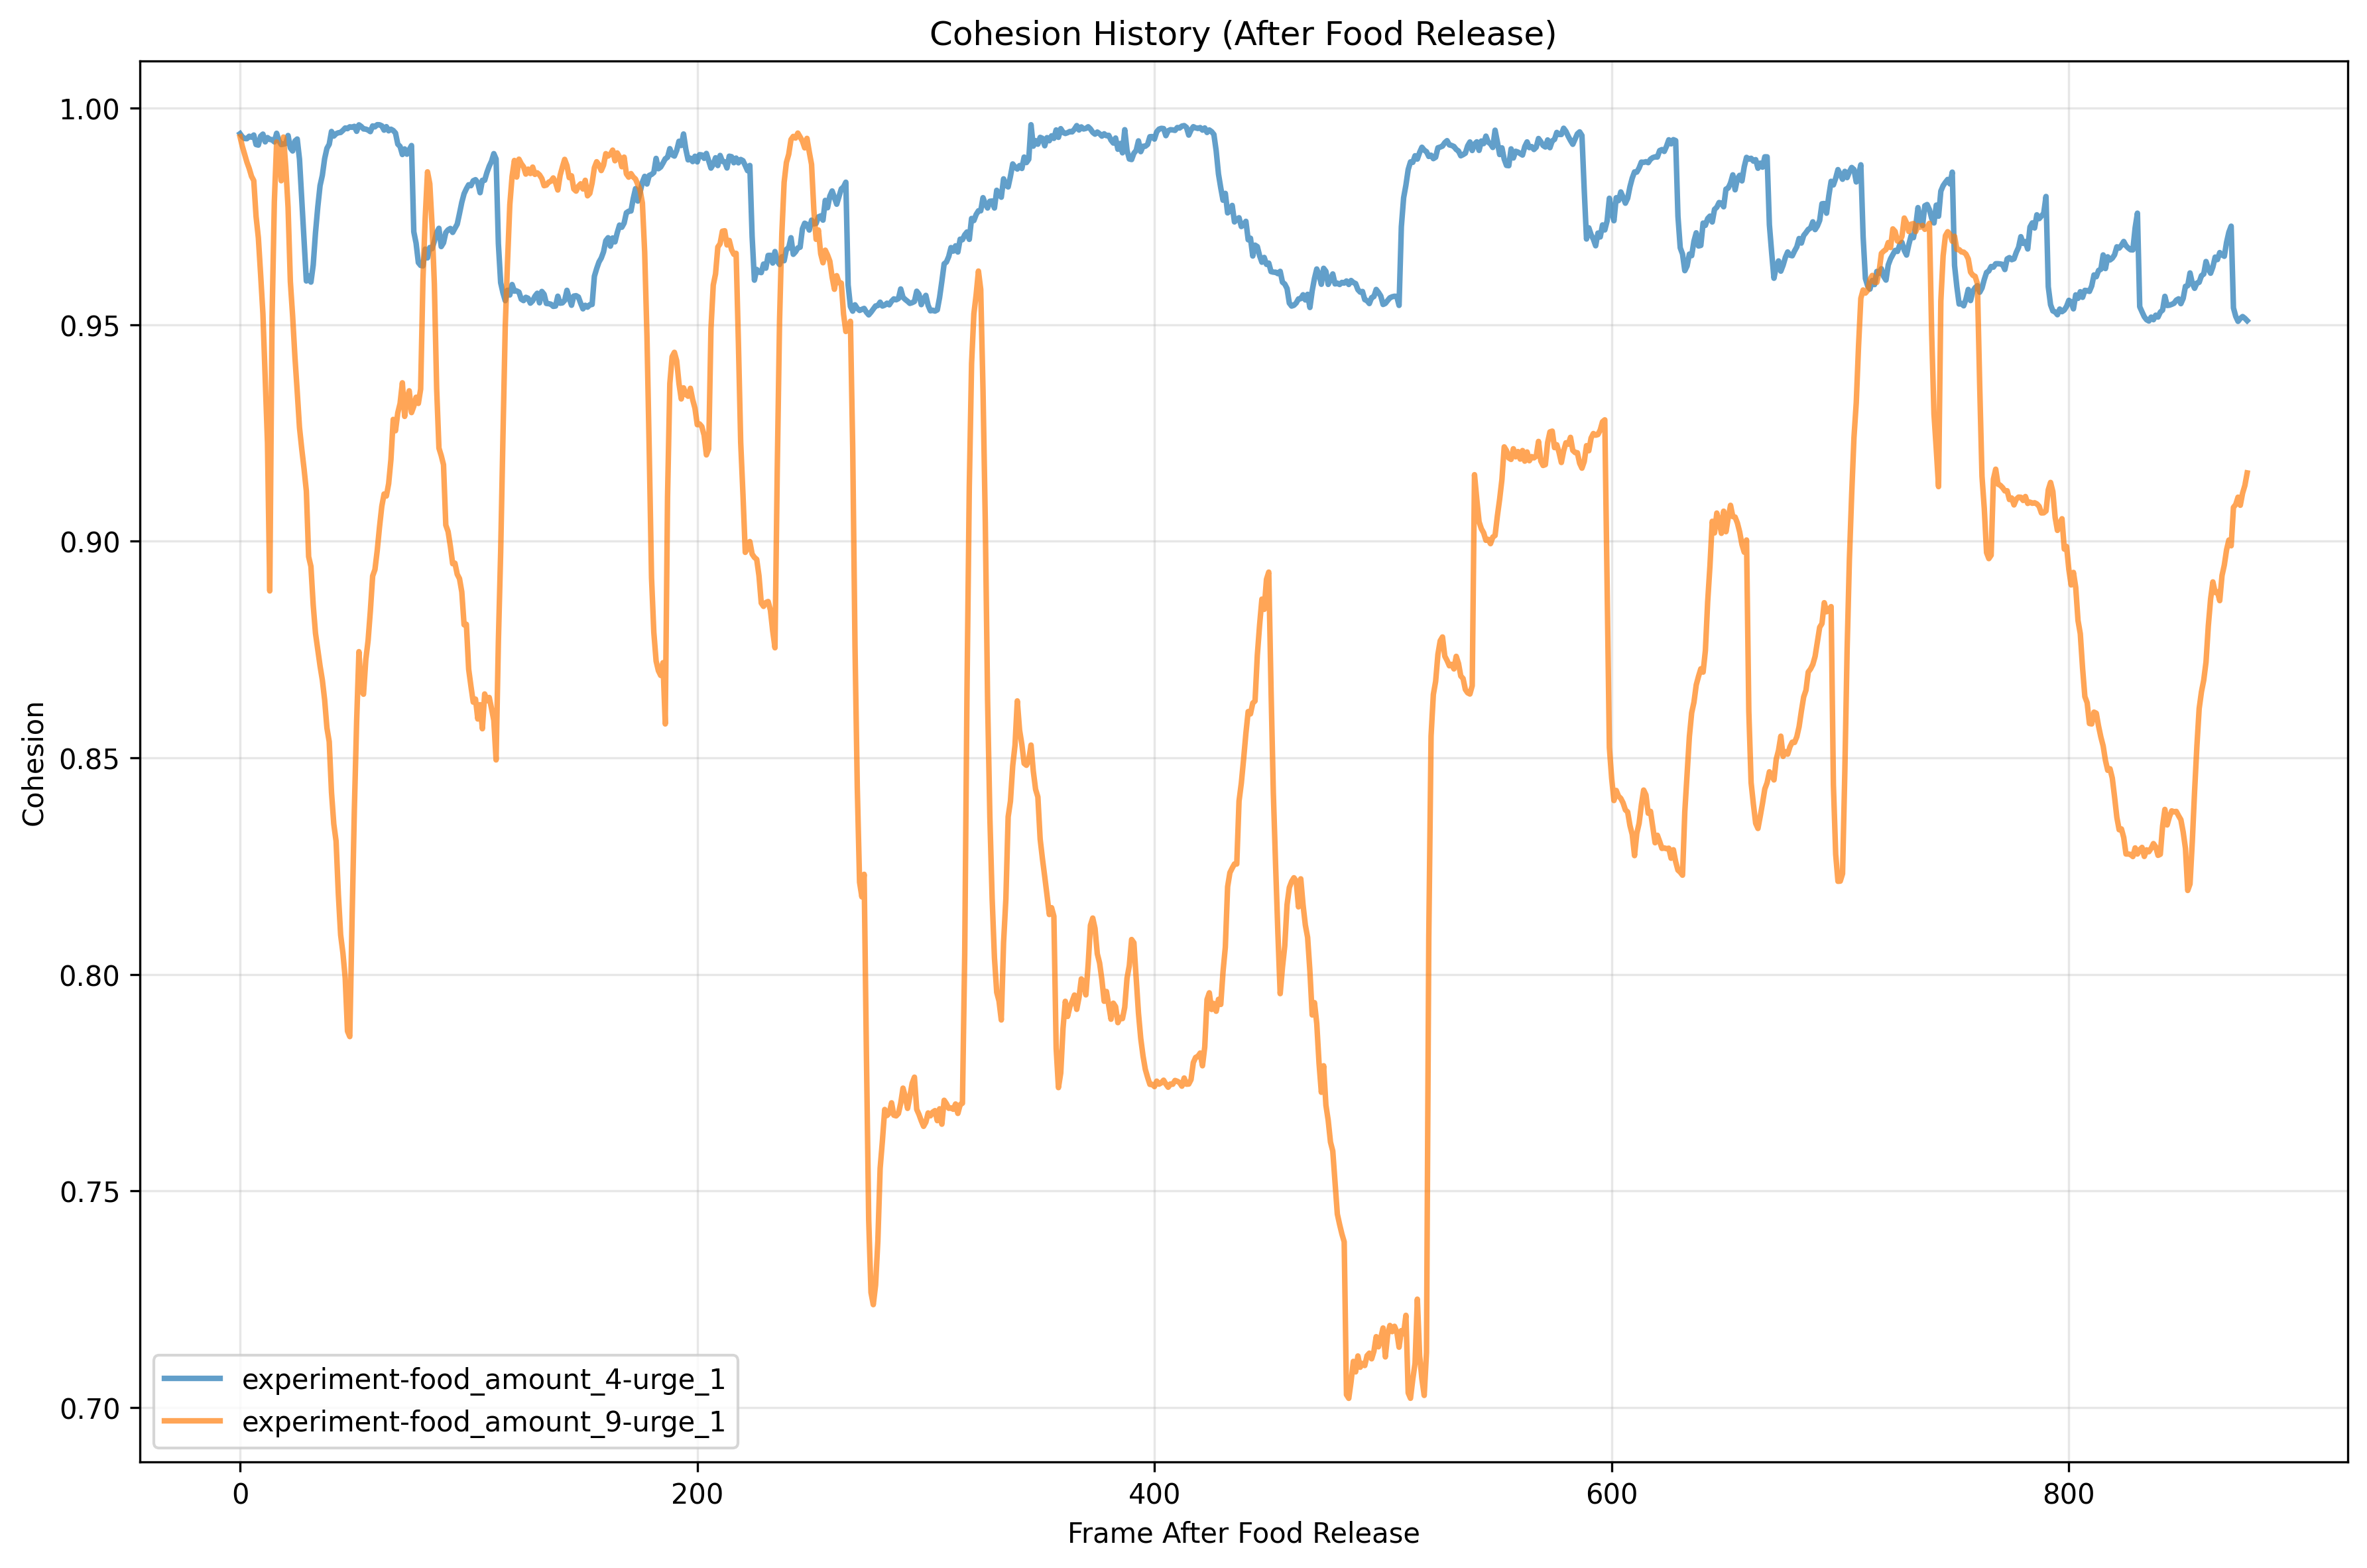 Cohesion History (After Food Release)
1.00
0.95
0.90
0.85
0.80
0.75
0.70
Cohesion
experiment-food_amount_4-urge_1
experiment-food_amount_9-urge_1
0
200
400
600
800
Frame After Food Release